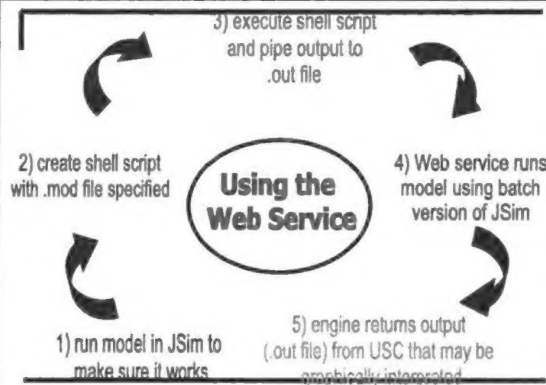 3) execute shell script
and pipe output to
.out file
2) create shell script
with .mod file specified
Using the
Web Service
4) Web service runs
model using batch
version of JSim
1) run model in JSim to
make sure it works
5) engine returns output
(.out file) from USC that may be
graphically